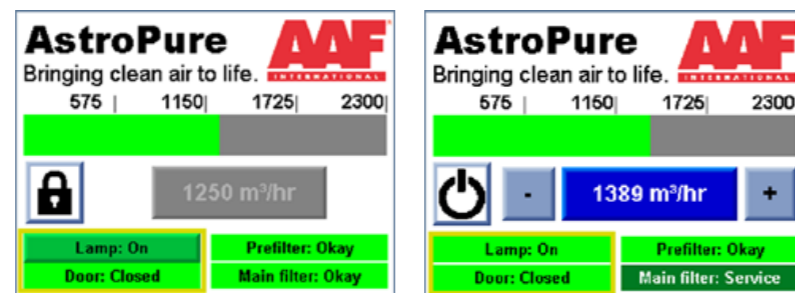 AstroPure
AAF
INTERNATIONAL
Bringing clean air to life.
575 | 1150| 1725| 2300|
1250 m³/hr
Lamp: On Prefilter: Okay
Door: Closed Main filter: Okay
AstroPure
AAF
INTERNATIONAL
Bringing clean air to life.
575 | 1150| 1725| 2300
- 1389 m³/hr +
Lamp: On Prefilter: Okay
Door: Closed Main filter: Service